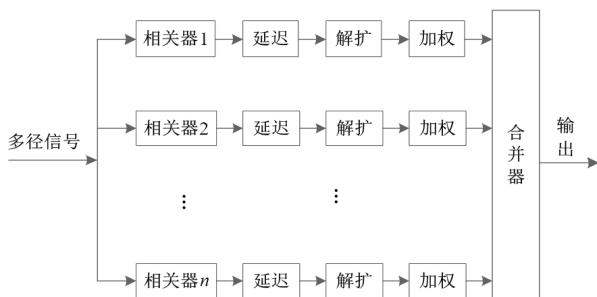 相关器1 延迟 解扩 加权
多径信号
相关器2 延迟 解扩 加权
合并器
输出
⋮ ⋮
相关器n 延迟 解扩 加权